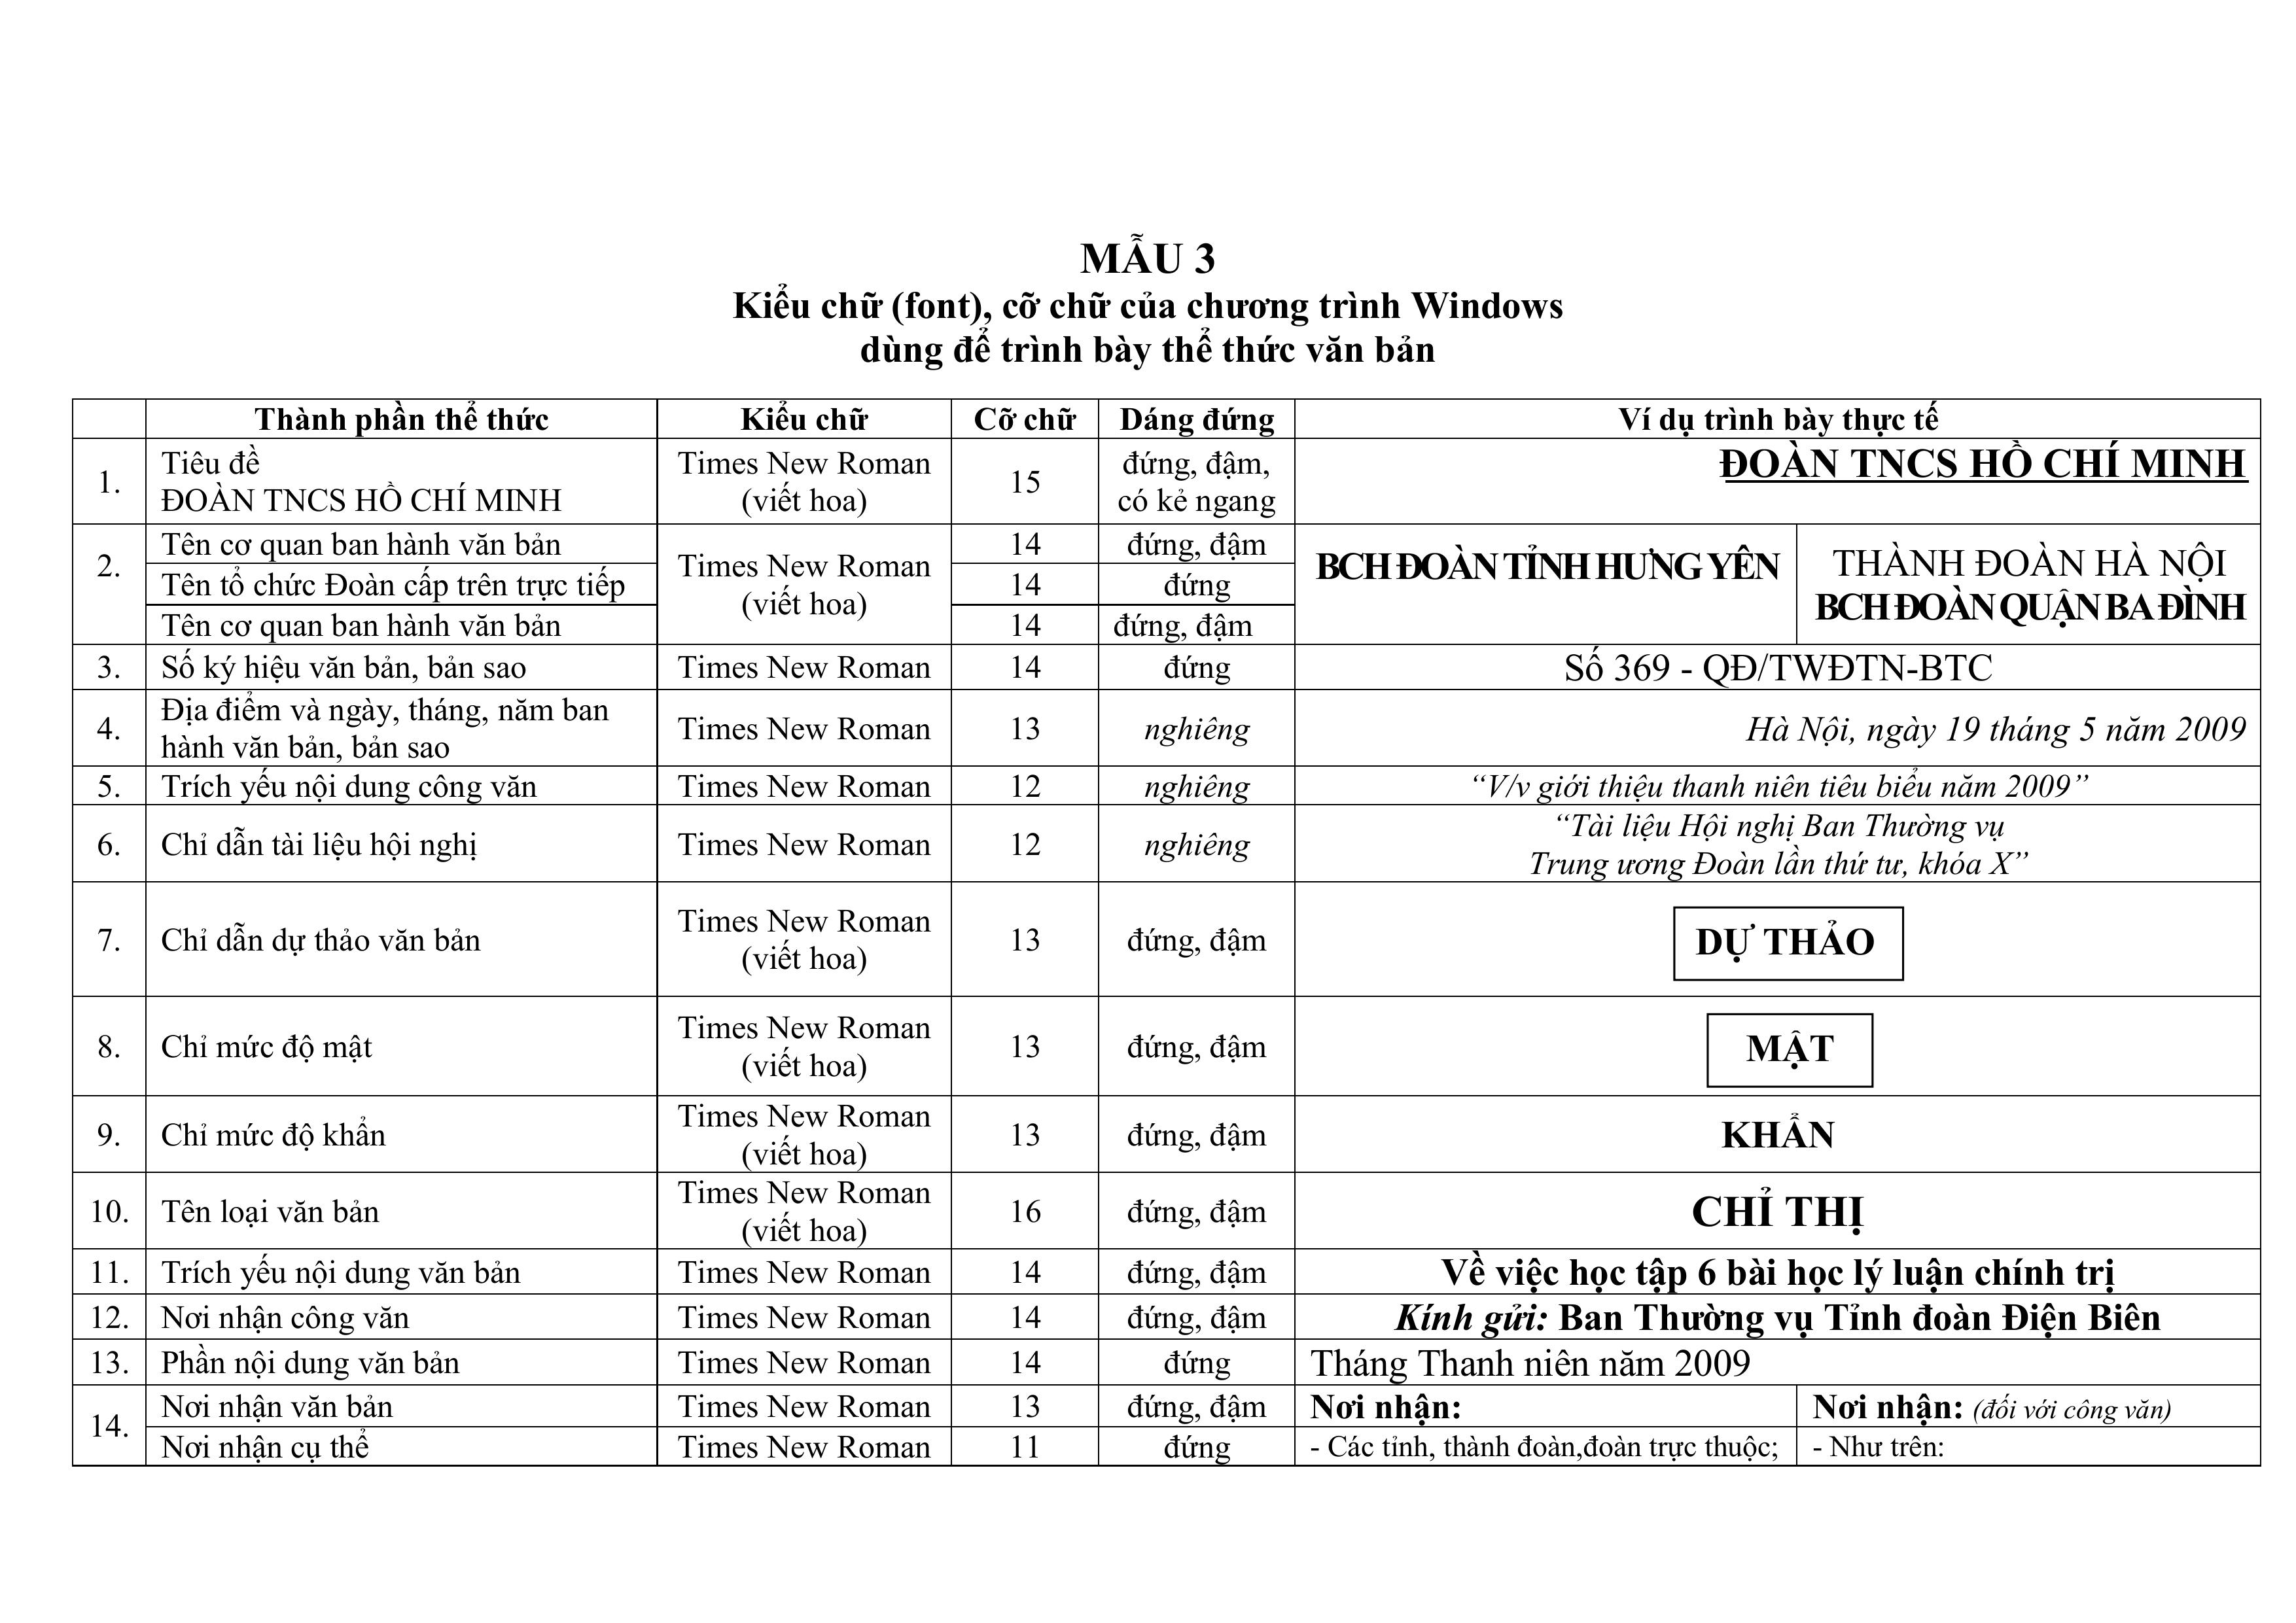 MẪU 3
Kiểu chữ (font), cỡ chữ của chương trình Windows
dùng để trình bày thể thức văn bản
Thành phần thể thức Kiểu chữ Cỡ chữ Dáng đứng Ví dụ trình bày thực tế
1. Tiêu đề
ĐOÀN TNCS HỒ CHÍ MINH
Times New Roman
(viết hoa)
15
đứng, đậm,
có kẻ ngang
ĐOÀN TNCS HỒ CHÍ MINH
2. Tên cơ quan ban hành văn bản
Times New Roman
(viết hoa)
14 đứng, đậm
BCH ĐOÀN TỈNH HƯNG YÊN
THÀNH ĐOÀN HÀ NỘI
BCH ĐOÀN QUẬN BA ĐÌNH
Tên tổ chức Đoàn cấp trên trực tiếp 14 đứng
Tên cơ quan ban hành văn bản 14 đứng, đậm
3. Số ký hiệu văn bản, bản sao Times New Roman 14 đứng Số 369 - QĐ/TWĐTN-BTC
4. Địa điểm và ngày, tháng, năm ban
hành văn bản, bản sao
Times New Roman 13 nghiêng Hà Nội, ngày 19 tháng 5 năm 2009
5. Trích yếu nội dung công văn Times New Roman 12 nghiêng “V/v giới thiệu thanh niên tiêu biểu năm 2009”
6. Chỉ dẫn tài liệu hội nghị Times New Roman 12 nghiêng “Tài liệu Hội nghị Ban Thường vụ
Trung ương Đoàn lần thứ tư, khóa X”
7. Chỉ dẫn dự thảo văn bản Times New Roman
(viết hoa)
13 đứng, đậm DỰ THẢO
8. Chỉ mức độ mật Times New Roman
(viết hoa)
13 đứng, đậm MẬT
9. Chỉ mức độ khẩn Times New Roman
(viết hoa)
13 đứng, đậm KHẨN
10. Tên loại văn bản Times New Roman
(viết hoa)
16 đứng, đậm CHỈ THỊ
11. Trích yếu nội dung văn bản Times New Roman 14 đứng, đậm Về việc học tập 6 bài học lý luận chính trị
12. Nơi nhận công văn Times New Roman 14 đứng, đậm Kính gửi: Ban Thường vụ Tỉnh đoàn Điện Biên
13. Phần nội dung văn bản Times New Roman 14 đứng Tháng Thanh niên năm 2009
14. Nơi nhận văn bản Times New Roman 13 đứng, đậm Nơi nhận: Nơi nhận: (đối với công văn)
Nơi nhận cụ thể Times New Roman 11 đứng - Các tỉnh, thành đoàn,đoàn trực thuộc; - Như trên: